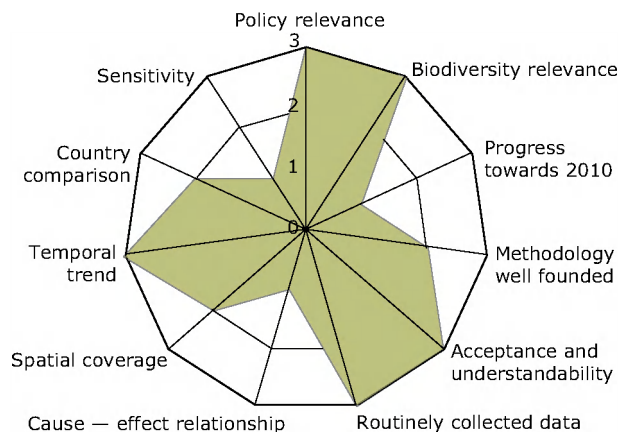 Policy relevance
3
Sensitivity
Biodiversity relevance
2
Country
comparison
1
Progress
towards 2010
0
Temporal
trend
Methodology
well founded
Spatial coverage
Acceptance and
understandability
Cause — effect relationship
Routinely collected data